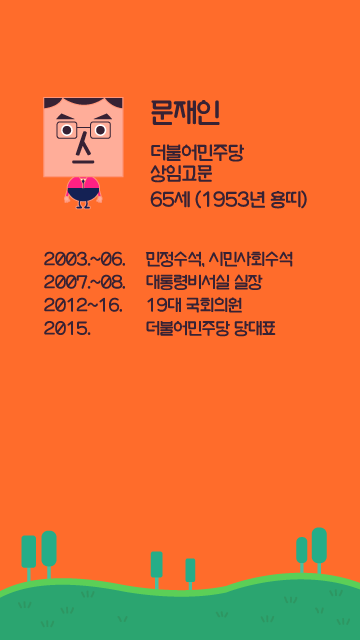 문재인
더불어민주당
상임고문
65세 (1953년 용띠)
2003.~06. 민정수석, 시민사회수석
2007.~08. 대통령비서실 실장
2012~16. 19대 국회의원
2015. 더불어민주당 당대표